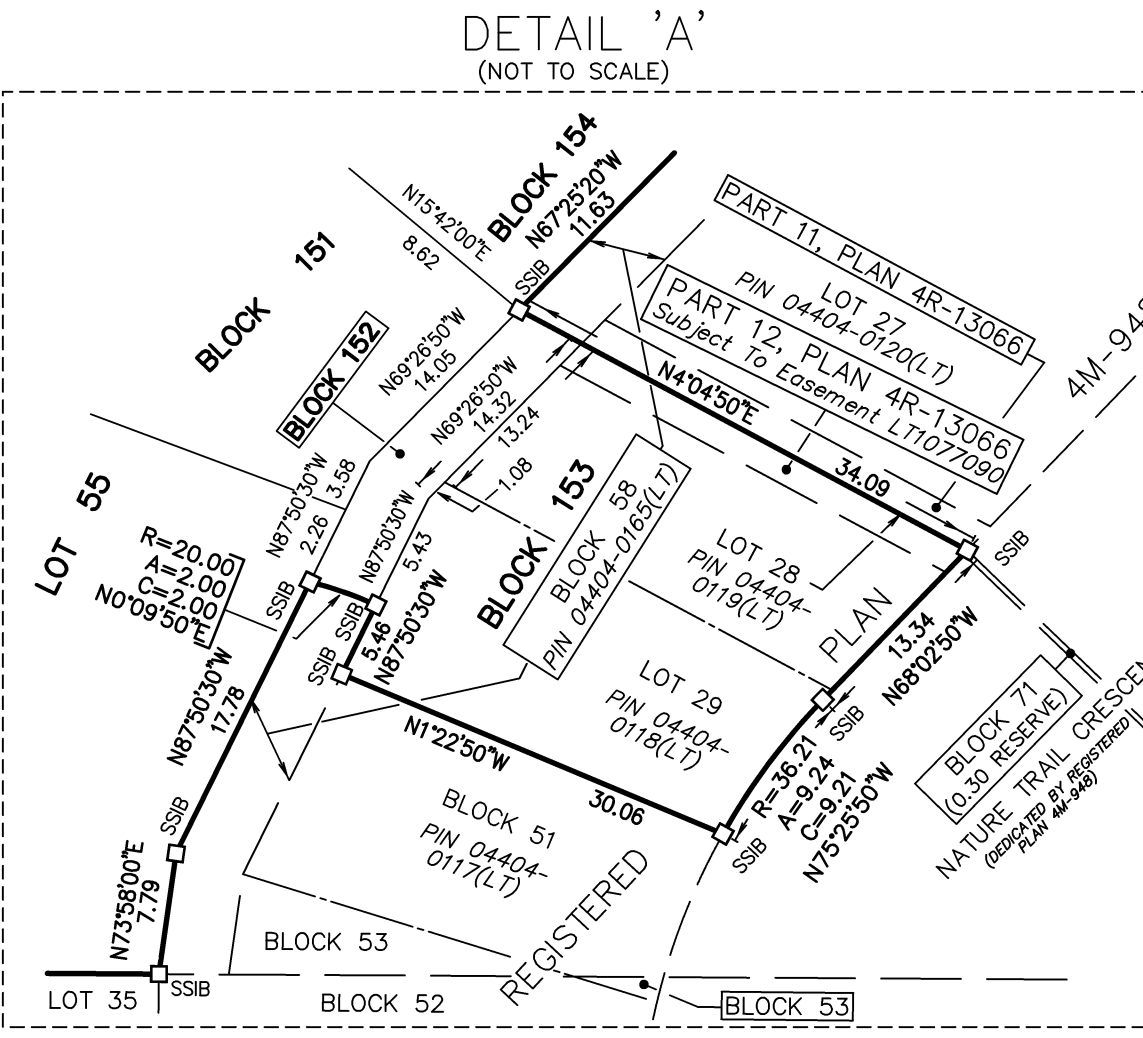 DETAIL 'A'
(NOT TO SCALE)
BLOCK 154
N67°25'20"W
11.63
N15°42'00"E
8.62
SSIB
BLOCK 151
BLOCK 152
N69°26'50"W
14.05
N69°26'50"W
14.32
13.24
1.08
PART 11, PLAN 4R-13066
LOT 27
PIN 04404-0120(LT)
PART 12, PLAN 4R-13066
Subject To Easement LT1077090
N4°04'50"E
34.09
SSIB
4M-948
LOT 55
N87°50'30"W
2.26
3.58
R=20.00
A=2.00
C=2.00
N0°09'50"E
SSIB
SSIB
SSIB
N87°50'30"W
5.43
5.46
N87°50'30"W
BLOCK 153
BLOCK 58
PIN 04404-0165(LT)
LOT 28
PIN 04404-
0119(LT)
PLAN
13.34
N68°02'50"W
SSIB
LOT 29
PIN 04404-
0118(LT)
N87°50'30"W
17.78
N1°22'50"W
30.06
R=36.21
A=9.24
C=9.21
N75°25'50"W
SSIB
BLOCK 71
(0.30 RESERVE)
NATURE TRAIL CRESCEN
(DEDICATED BY REGISTERED
PLAN 4M-948)
SSIB
N73°58'00"E
7.79
BLOCK 51
PIN 04404-
0117(LT)
REGISTERED
BLOCK 53
SSIB
LOT 35
BLOCK 52
BLOCK 53